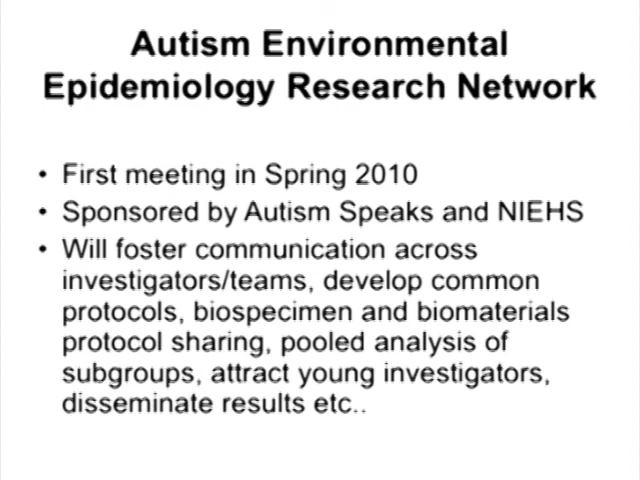 Autism Environmental
Epidemiology Research Network
• First meeting in Spring 2010
• Sponsored by Autism Speaks and NIEHS
• Will foster communication across
investigators/teams, develop common
protocols, biospecimen and biomaterials
protocol sharing, pooled analysis of
subgroups, attract young investigators,
disseminate results etc..